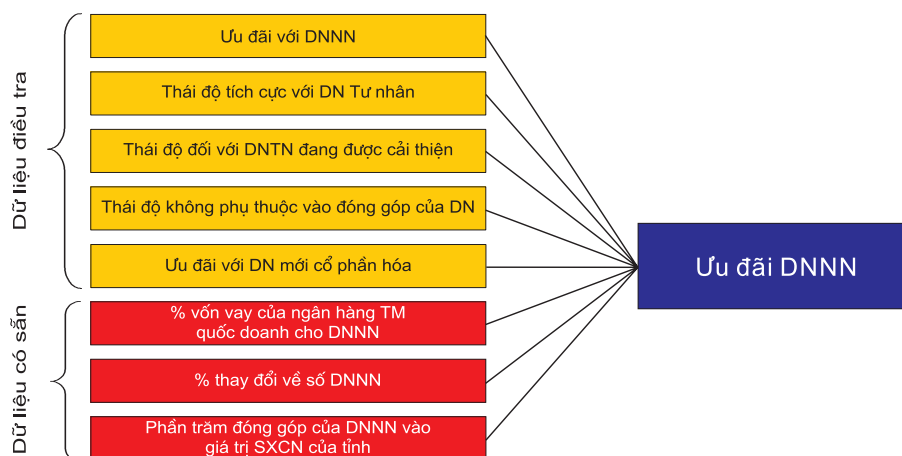 Dữ liệu điều tra
Ưu đãi với DNNN
Thái độ tích cực với DN Tư nhân
Thái độ đối với DNTN đang được cải thiện
Thái độ không phụ thuộc vào đóng góp của DN
Ưu đãi với DN mới cổ phần hóa
Dữ liệu có sẵn
% vốn vay của ngân hàng TM
quốc doanh cho DNNN
% thay đổi về số DNNN
Phần trăm đóng góp của DNNN vào
giá trị SXCN của tỉnh
Ưu đãi DNNN